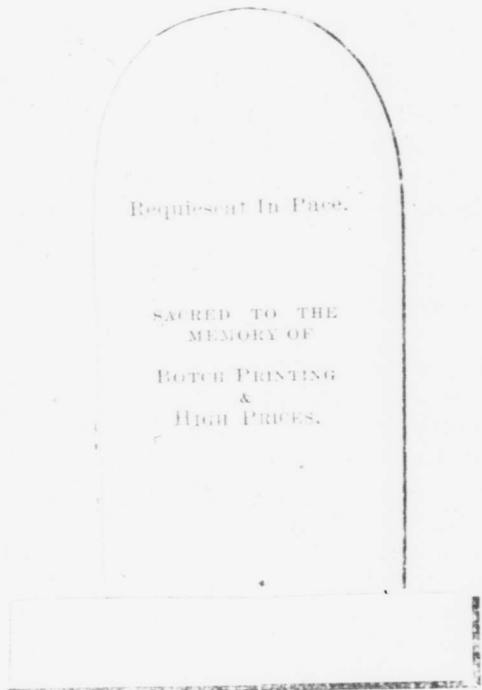 Requiescat In Pace.
SACRED TO THE
MEMORY OF
BOTCH PRINTING
&
HIGH PRICES.